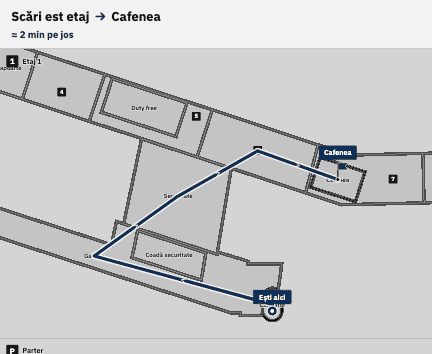 Scări est etaj → Cafenea
≈ 2 min pe jos
1 Etaj 1
4
Duty free
5
Cafenea
7
Coadă securitate
Ești aici
P Parter